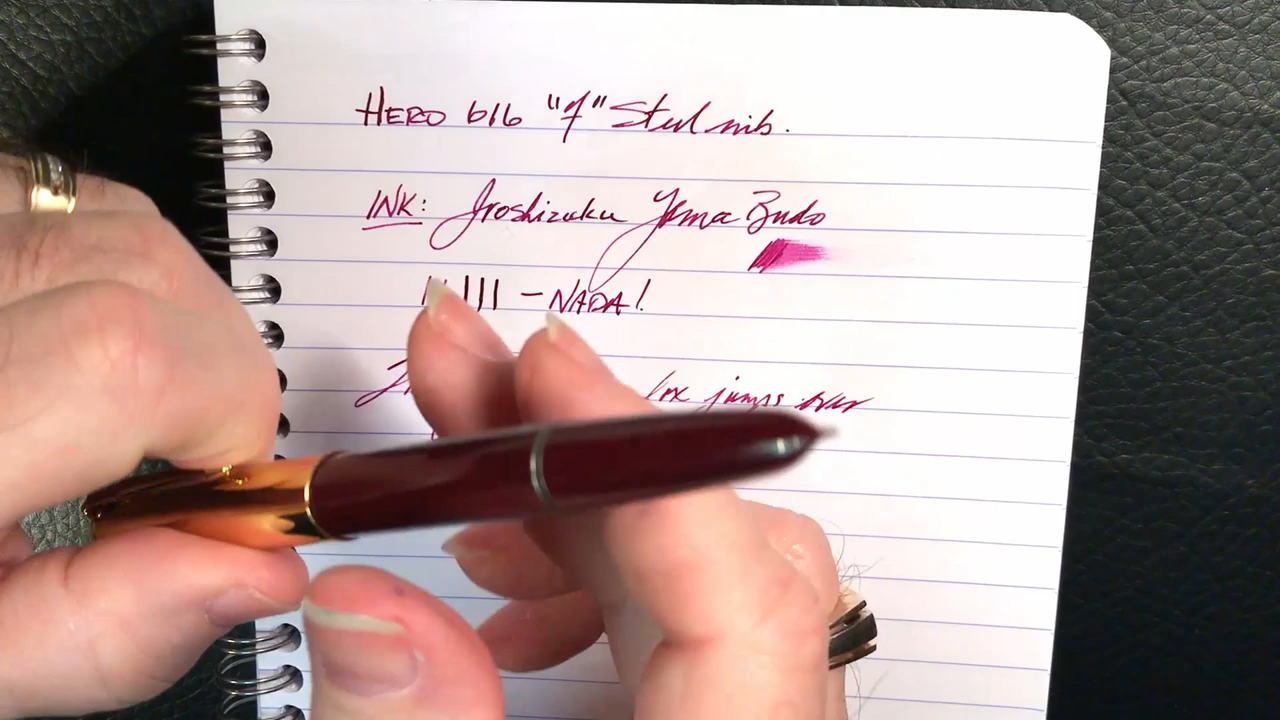 HERO 616 "f" Steel nib.
INK: Iroshizuku Yama Budo
- NADA!
fox jumps over